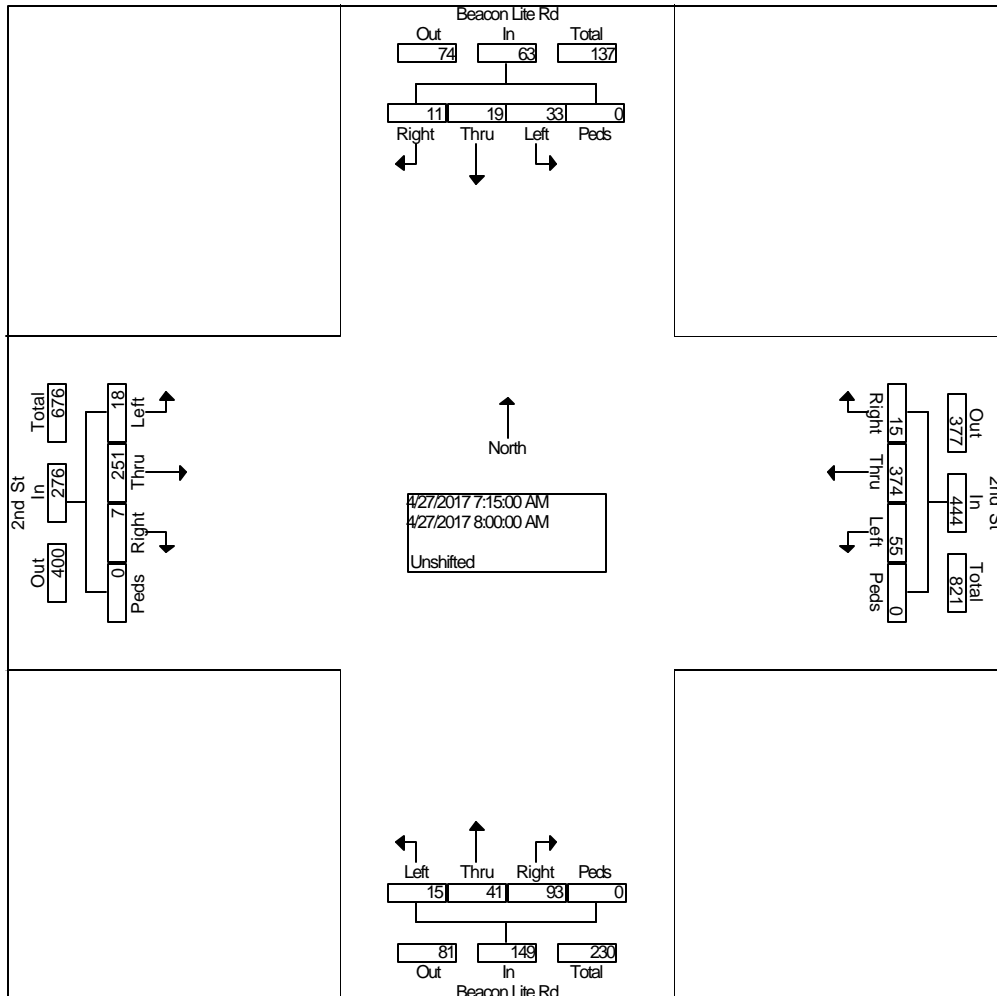 Beacon Lite Rd
Out In Total
74 63 137
11 19 33 0
Right Thru Left Peds
2nd St
Total In Out
676 276 400
18 251 7 0
Left Thru Right Peds
North
4/27/2017 7:15:00 AM
4/27/2017 8:00:00 AM
Unshifted
Right Thru Left Peds
15 374 55 0
Out In Total
377 444 821
2nd St
Left Thru Right Peds
15 41 93 0
81 149 230
Out In Total
Beacon Lite Rd